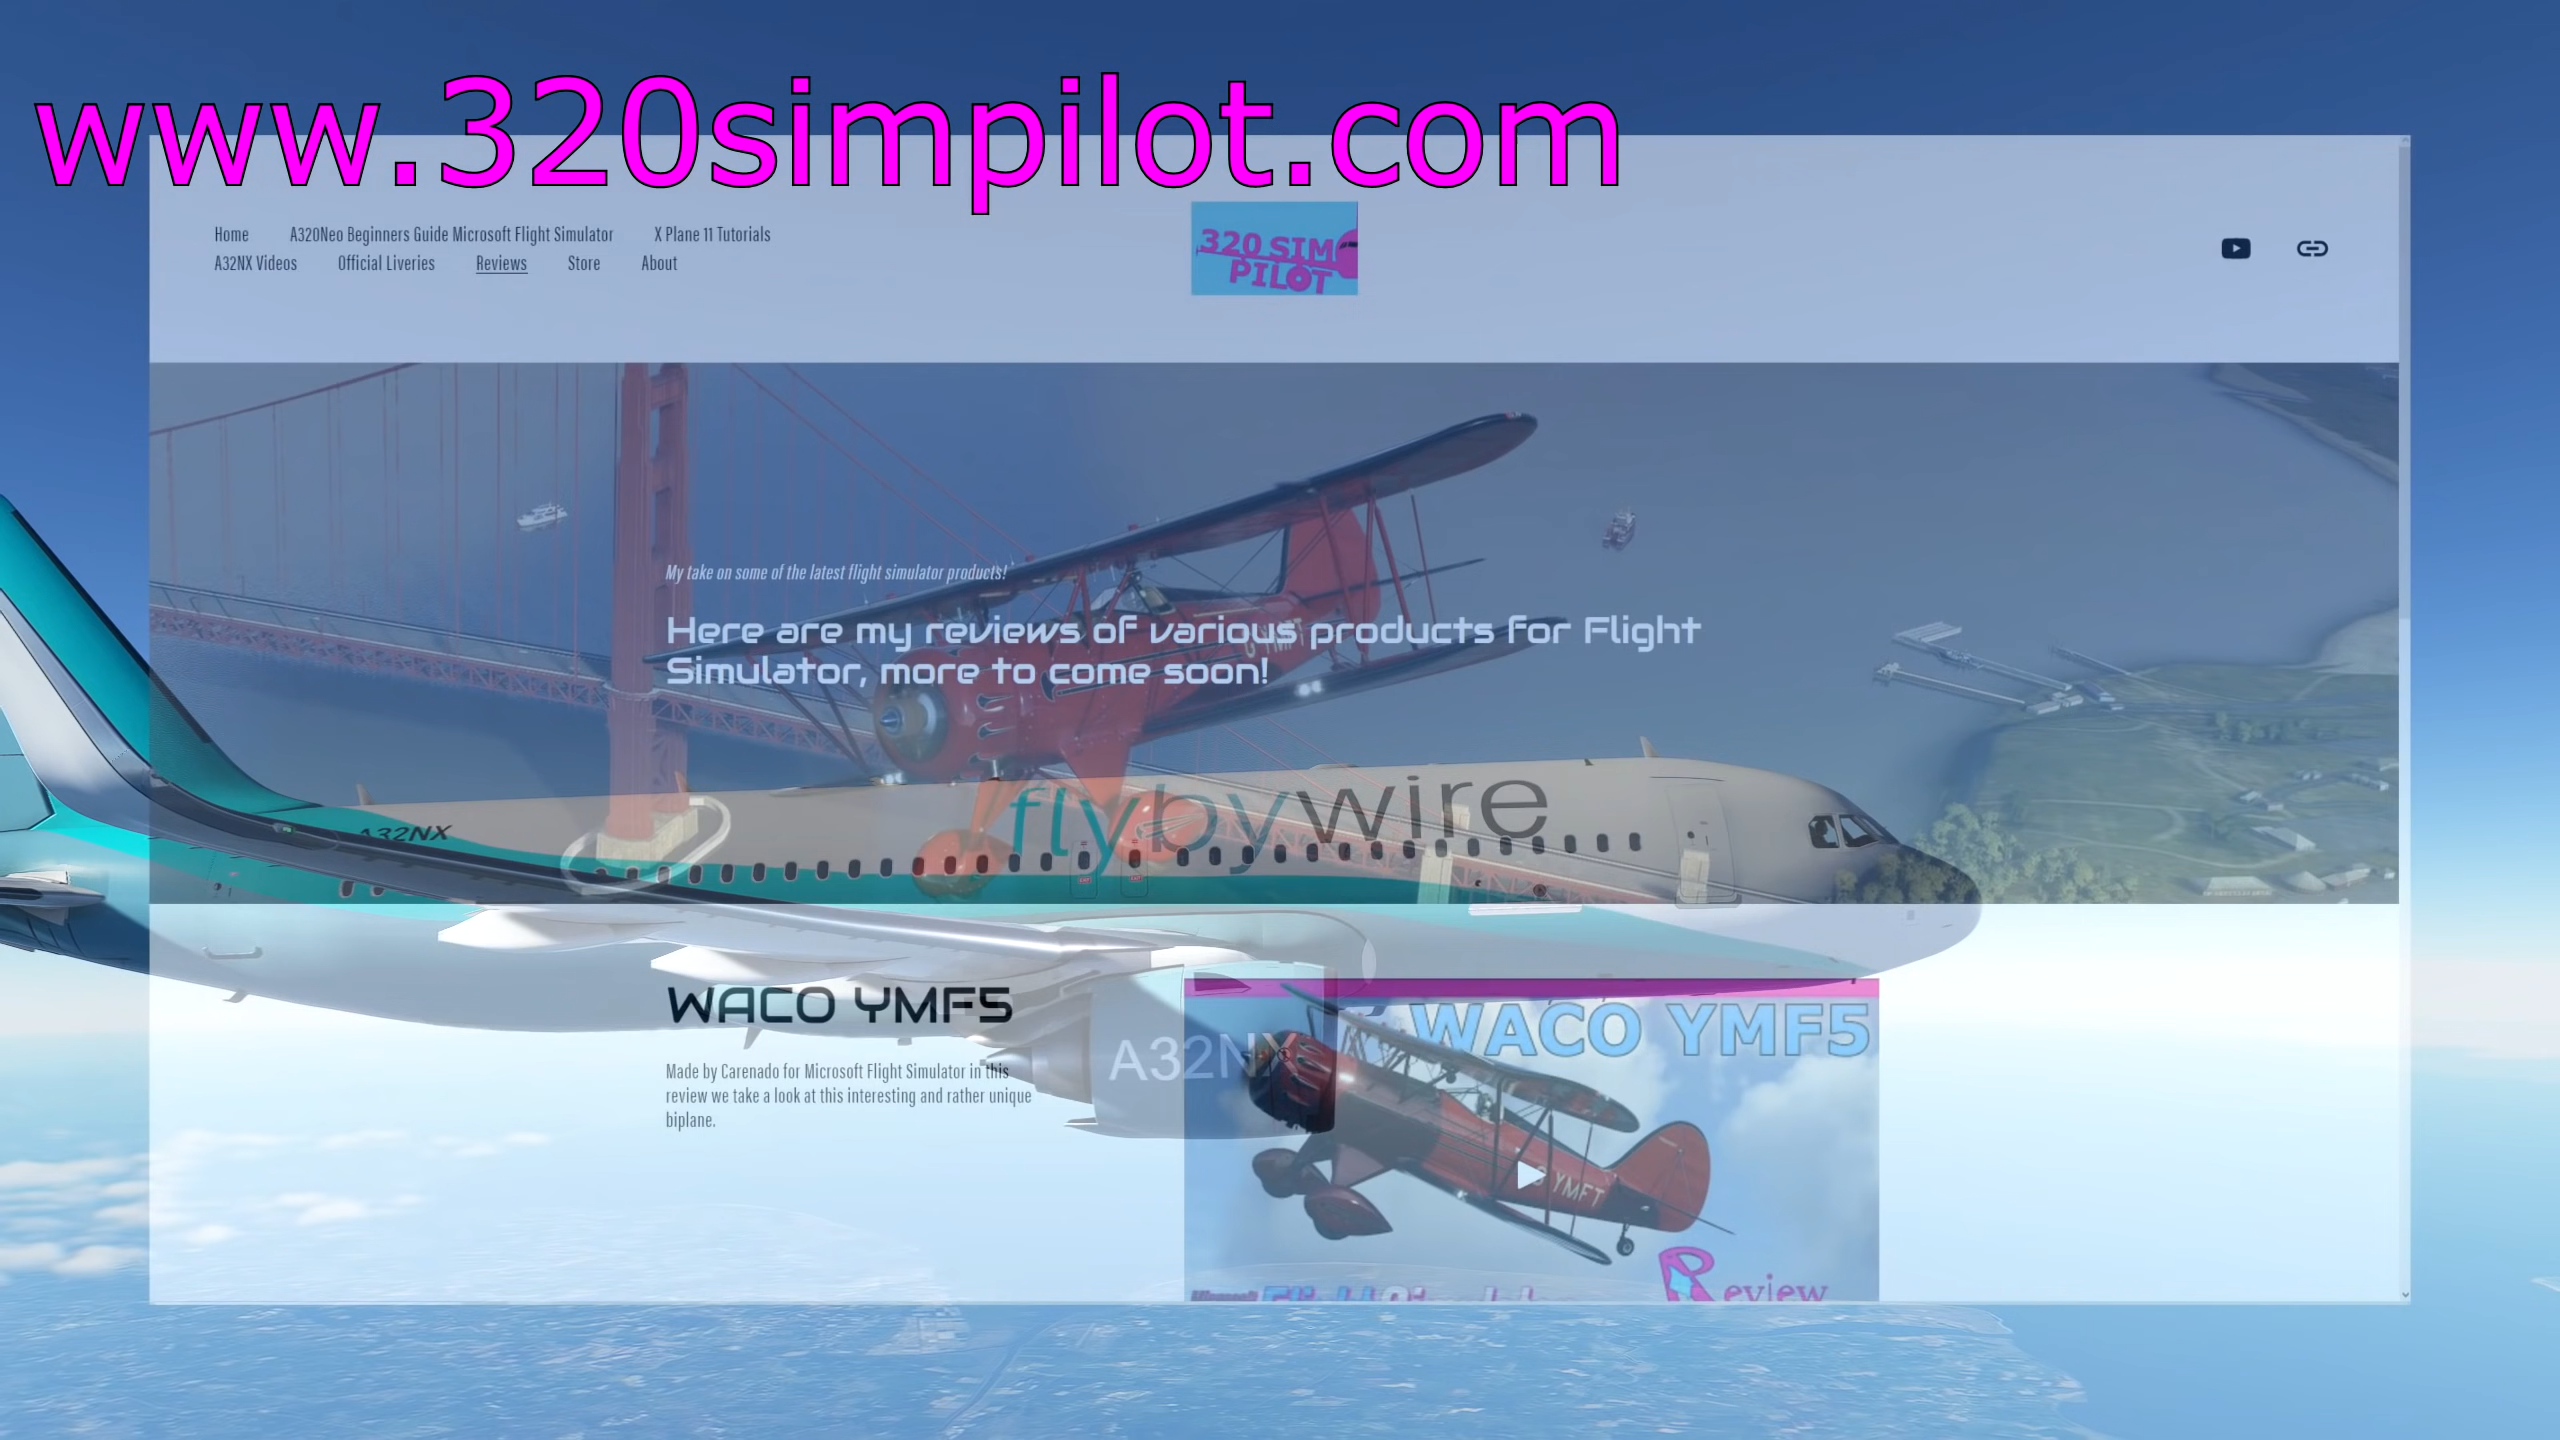 www.320simpilot.com
Home A320Neo Beginners Guide Microsoft Flight Simulator X Plane 11 Tutorials
A32NX Videos Official Liveries Reviews Store About
320 SIM
PILOT
My take on some of the latest flight simulator products!
Here are my reviews of various products for Flight
Simulator, more to come soon!
G-YMFT
flybywire
A32NX
WACO YMF5
Made by Carenado for Microsoft Flight Simulator in this
review we take a look at this interesting and rather unique
biplane.
A32NX
WACO YMF5
YMFT
Review
Microsoft Flight Simulator